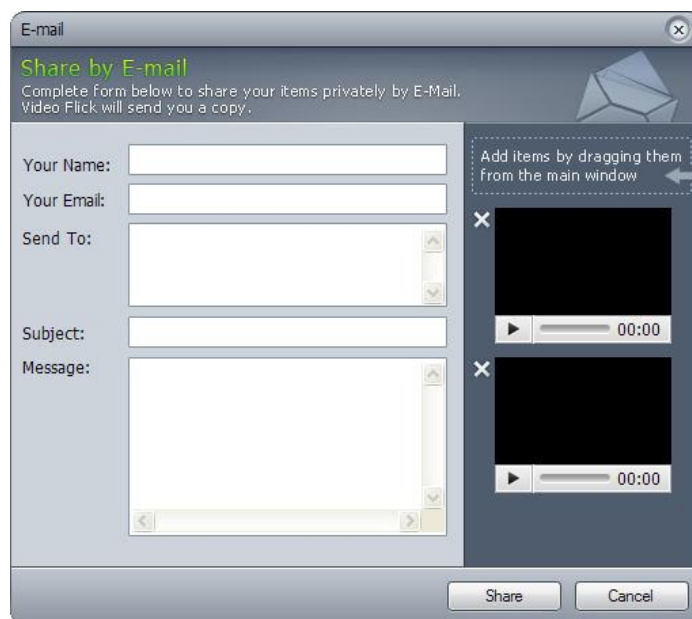 E-mail
Share by E-mail
Complete form below to share your items privately by E-Mail.
Video Flick will send you a copy.
Your Name:
Your Email:
Send To:
Subject:
Message:
Add items by dragging them
from the main window
00:00
00:00
Share
Cancel